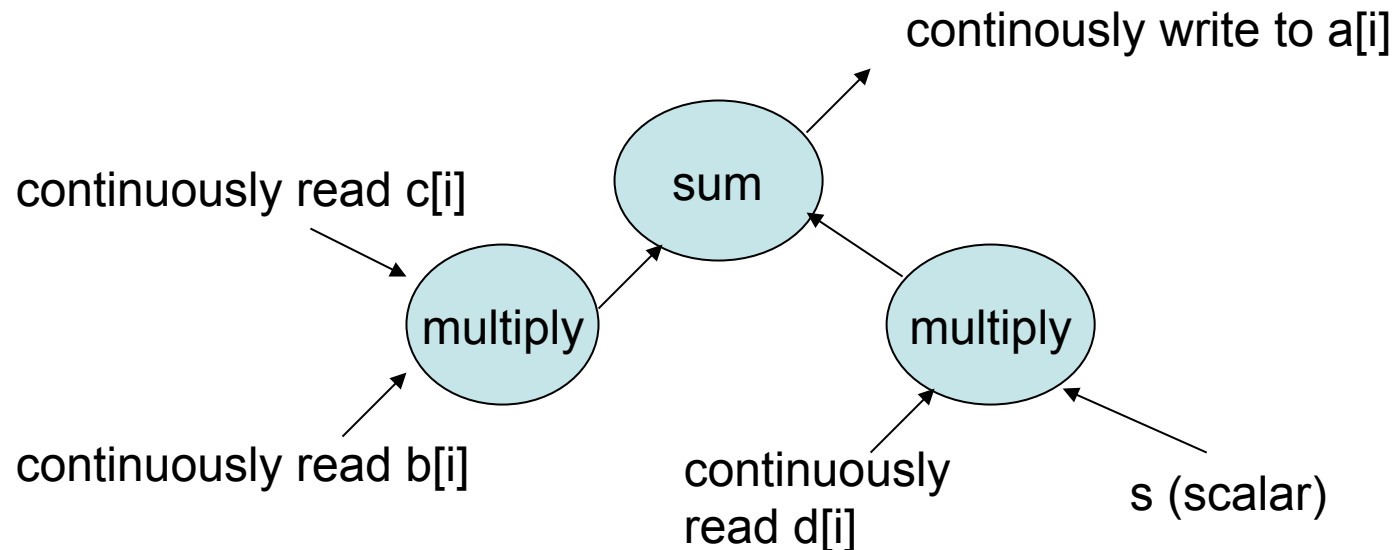 continously write to a[i]
sum
continuously read c[i]
multiply
multiply
continuously read b[i]
continuously
read d[i]
s (scalar)